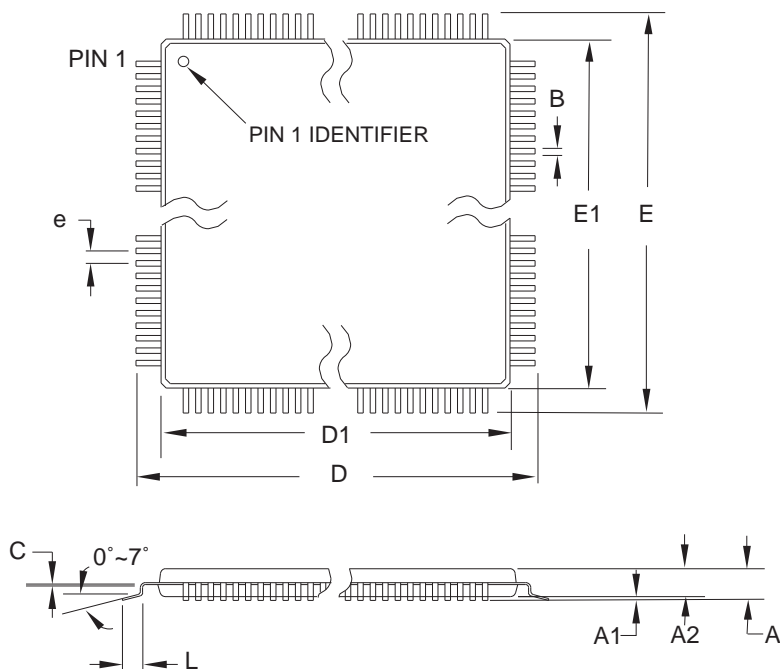 PIN 1
B
PIN 1 IDENTIFIER
e
E1
E
D1
D
C
0°~7°
L
A1
A2
A